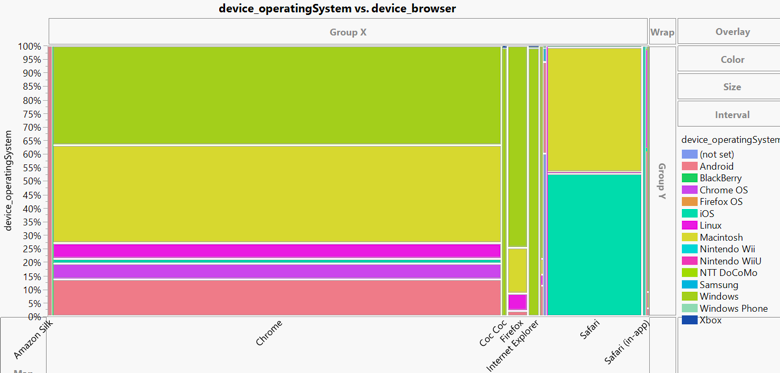 device_operatingSystem vs. device_browser
Group X
Wrap
Overlay
Color
Size
Interval
Group Y
device_operatingSystem
100%
95%
90%
85%
80%
75%
70%
65%
60%
55%
50%
45%
40%
35%
30%
25%
20%
15%
10%
5%
0%
device_operatingSystem
(not set)
Android
BlackBerry
Chrome OS
Firefox OS
iOS
Linux
Macintosh
Nintendo Wii
Nintendo WiiU
NTT DoCoMo
Samsung
Windows
Windows Phone
Xbox
Amazon Silk
Chrome
Coc Coc
Firefox
Internet Explorer
Safari
Safari (in-app)